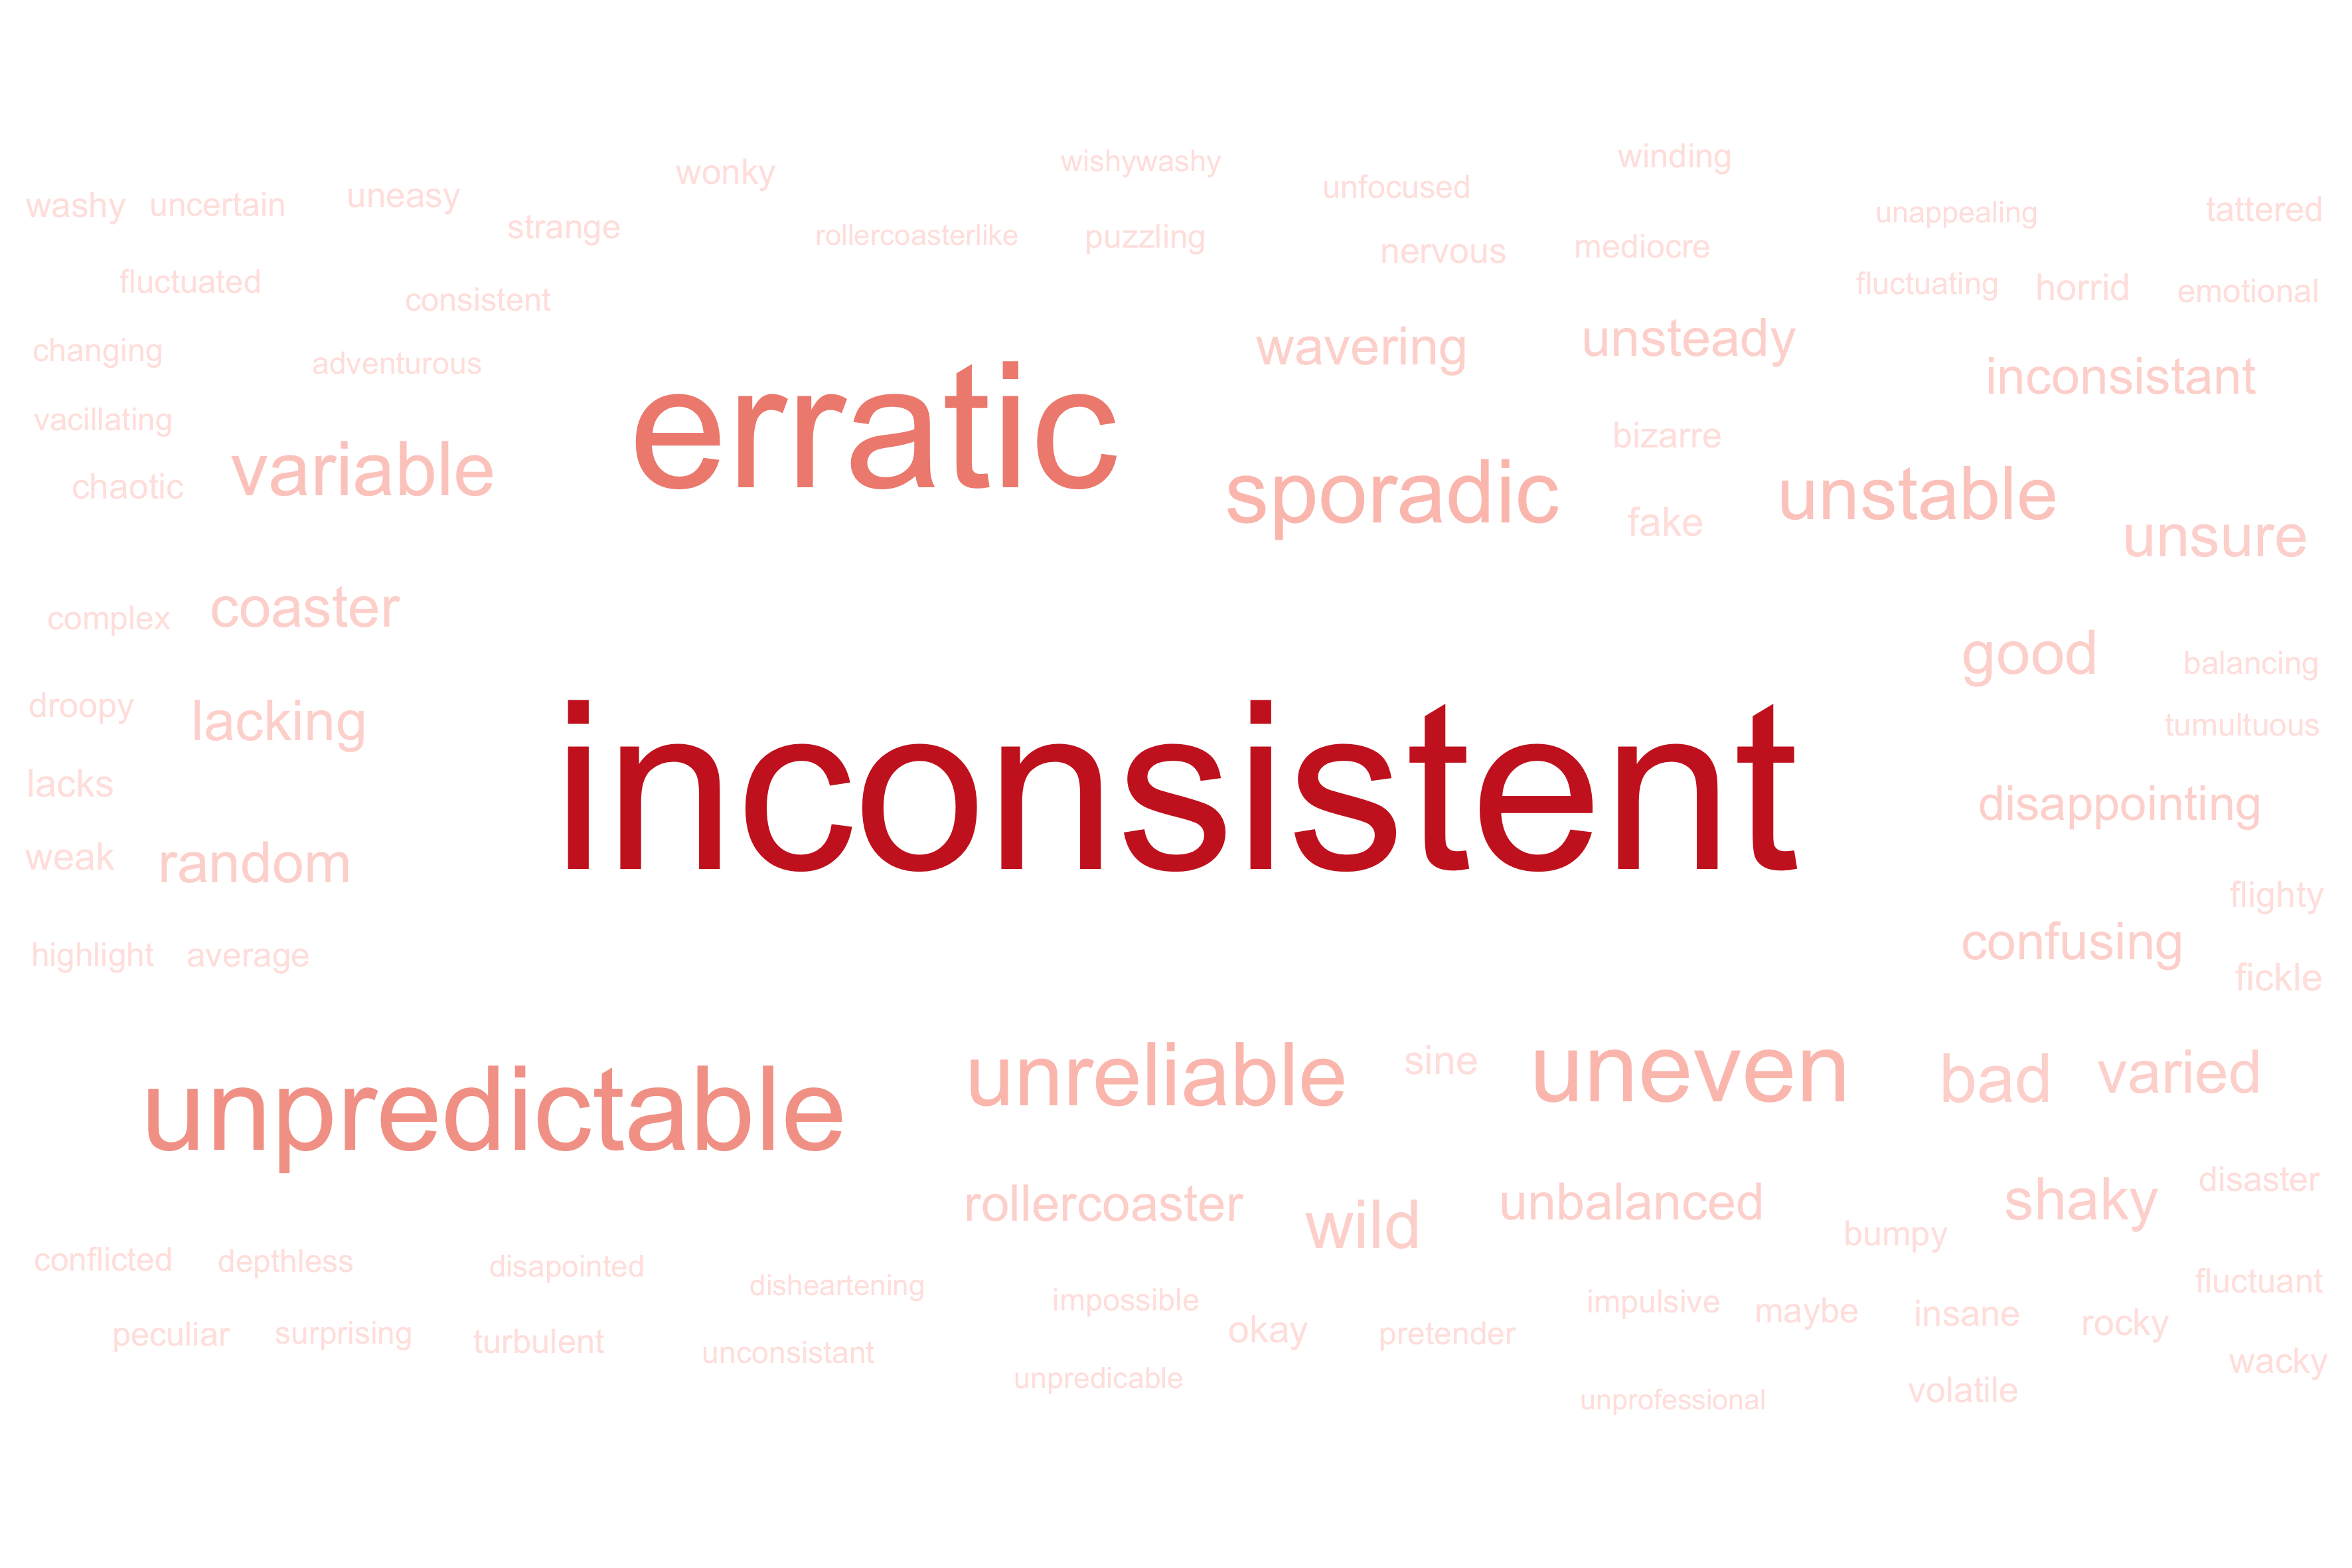 winding
wonky wishywashy
washy uncertain uneasy unfocused
strange rollercoasterlike puzzling unappealing tattered
nervous mediocre
fluctuated consistent fluctuating horrid emotional
changing adventurous wavering unsteady
inconsistant
vacillating erratic bizarre
chaotic variable sporadic unstable
fake unsure
complex coaster
good balancing
droopy lacking tumultuous
lacks inconsistent disappointing
weak random
flighty
highlight average confusing
fickle
unreliable sine uneven bad varied
unpredictable
rollercoaster wild unbalanced shaky disaster
bumpy
conflicted depthless disapointed disheartening fluctuant
impossible impulsive maybe insane rocky
peculiar surprising turbulent okay pretender
unconsistant wacky
unpredicable volatile
unprofessional